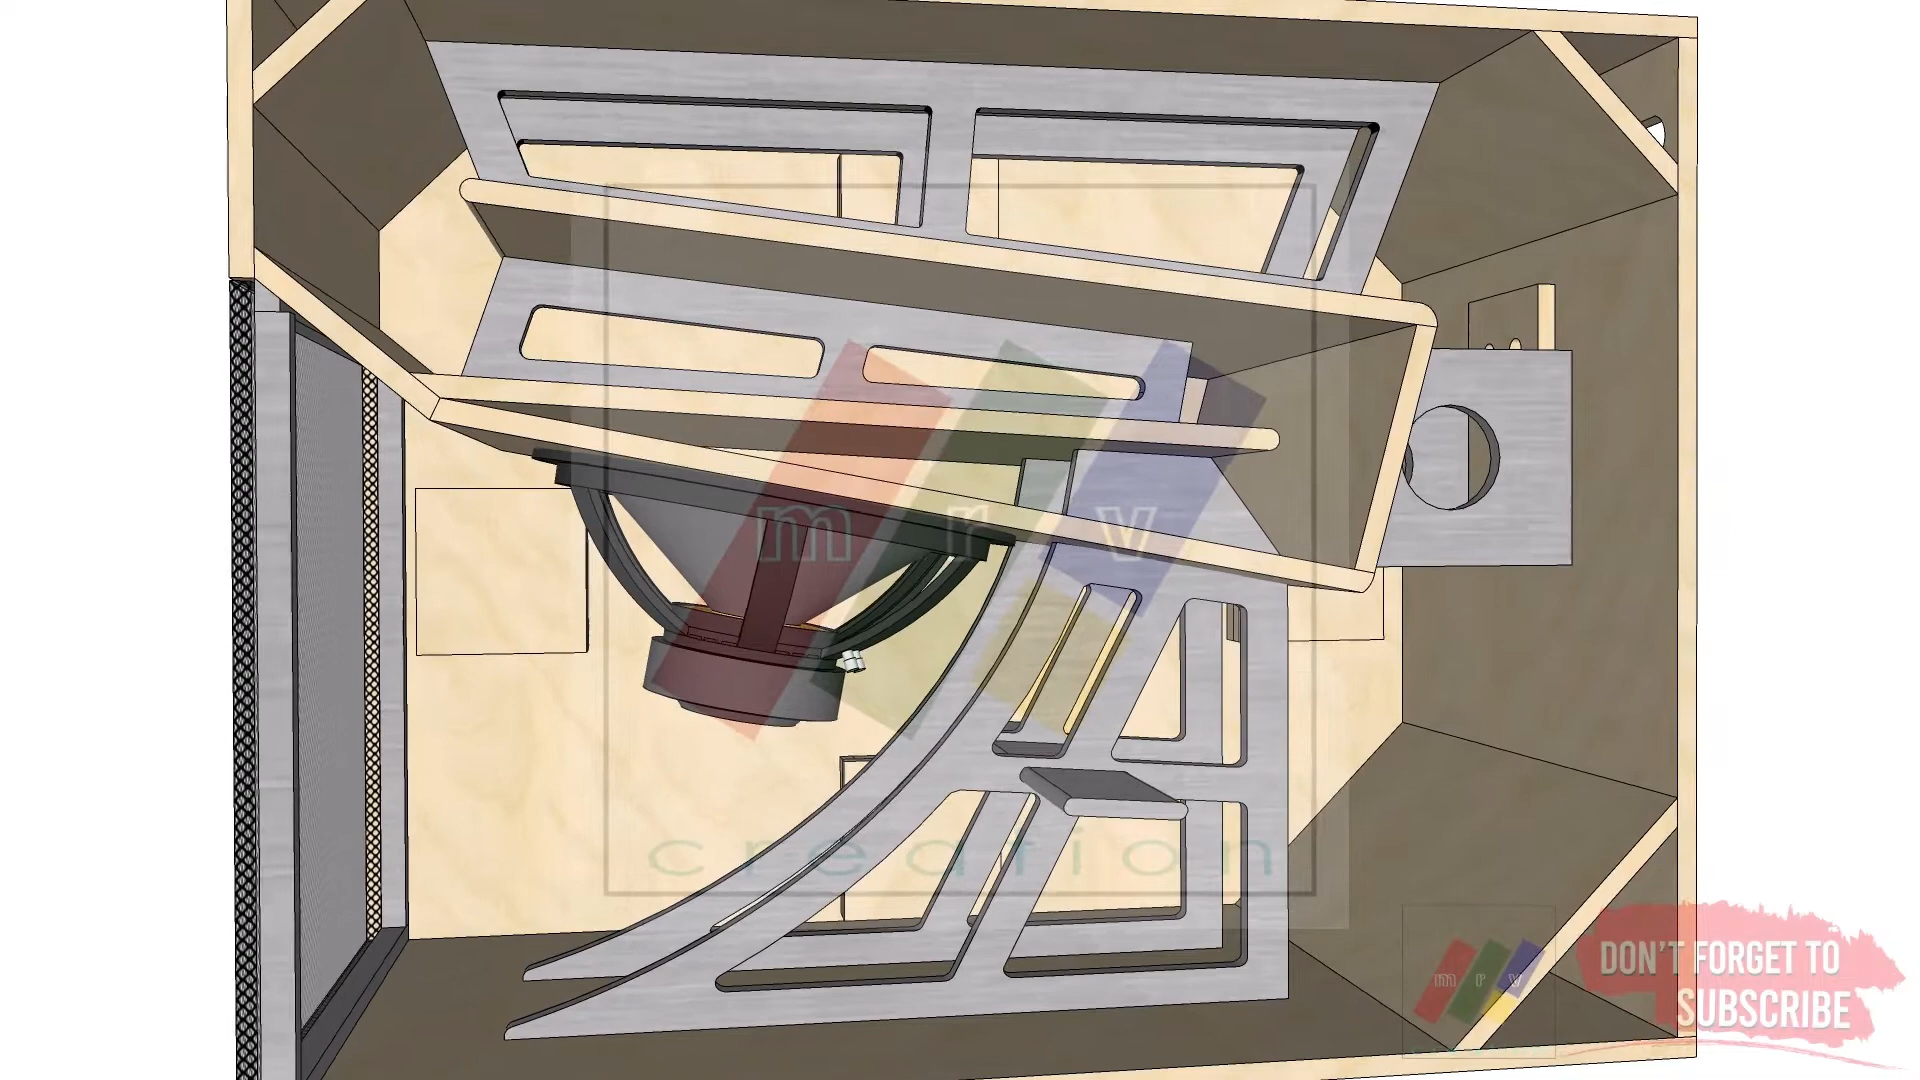 m r v
creation
m r v
DON'T FORGET TO
SUBSCRIBE